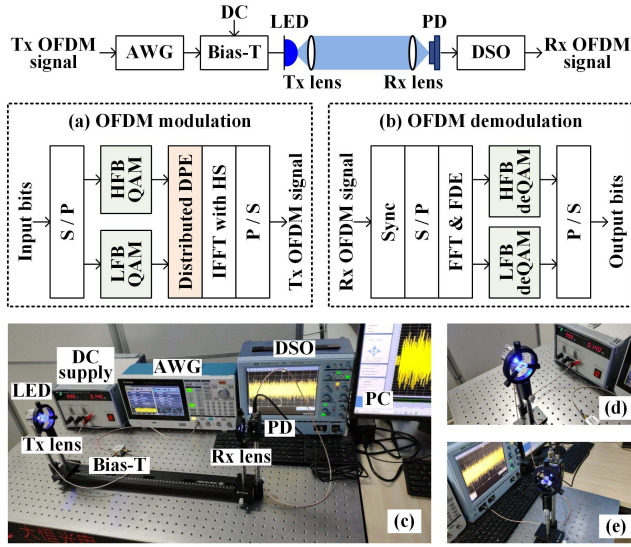 DC
LED
PD
Tx OFDM
signal
AWG
Bias-T
DSO
Rx OFDM
signal
Tx lens
Rx lens
(a) OFDM modulation
Input bits
S / P
HFB
QAM
LFB
QAM
Distributed DPE
IFFT with HS
P / S
Tx OFDM signal
(b) OFDM demodulation
Rx OFDM signal
Sync
S / P
FFT & FDE
HFB
deQAM
LFB
deQAM
P / S
Output bits
DC
supply
AWG
DSO
LED
PC
Tx lens
PD
Bias-T
Rx lens
(c)
(d)
(e)